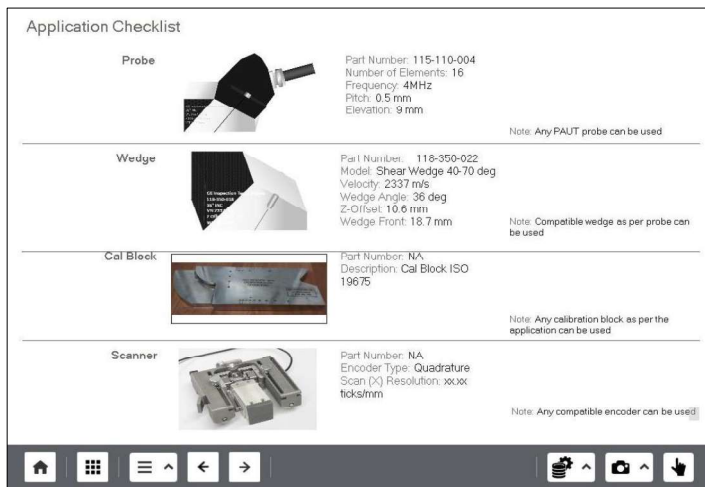 Application Checklist
Probe
Part Number: 115-110-004
Number of Elements: 16
Frequency: 4MHz
Pitch: 0.5 mm
Elevation: 9 mm
Note: Any PAUT probe can be used
Wedge
Part Number: 118-350-022
Model: Shear Wedge 40-70 deg
Velocity: 2337 m/s
Wedge Angle: 36 deg
Z-Offset: 10.6 mm
Wedge Front: 18.7 mm
Note: Compatible wedge as per probe can
be used
GE Inspection
118-350-018
Cal Block
Part Number: NA
Description: Cal Block ISO
19675
Note: Any calibration block as per the
application can be used
Scanner
Part Number: NA
Encoder Type: Quadrature
Scan (X) Resolution: xx.xx
ticks/mm
Note: Any compatible encoder can be used